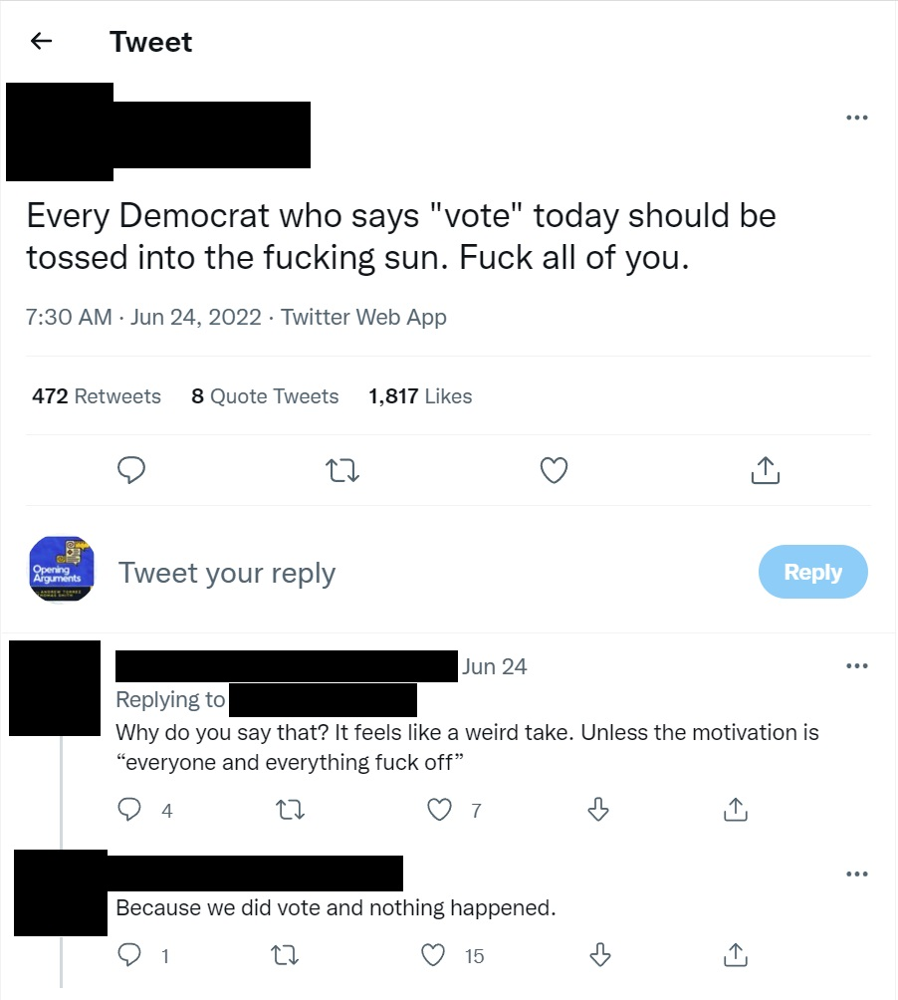 Tweet
Every Democrat who says "vote" today should be
tossed into the fucking sun. Fuck all of you.
7:30 AM · Jun 24, 2022 · Twitter Web App
472 Retweets 8 Quote Tweets 1,817 Likes
Opening
Arguments
Tweet your reply
Reply
Jun 24
Replying to
Why do you say that? It feels like a weird take. Unless the motivation is
“everyone and everything fuck off”
4 7
Because we did vote and nothing happened.
1 15